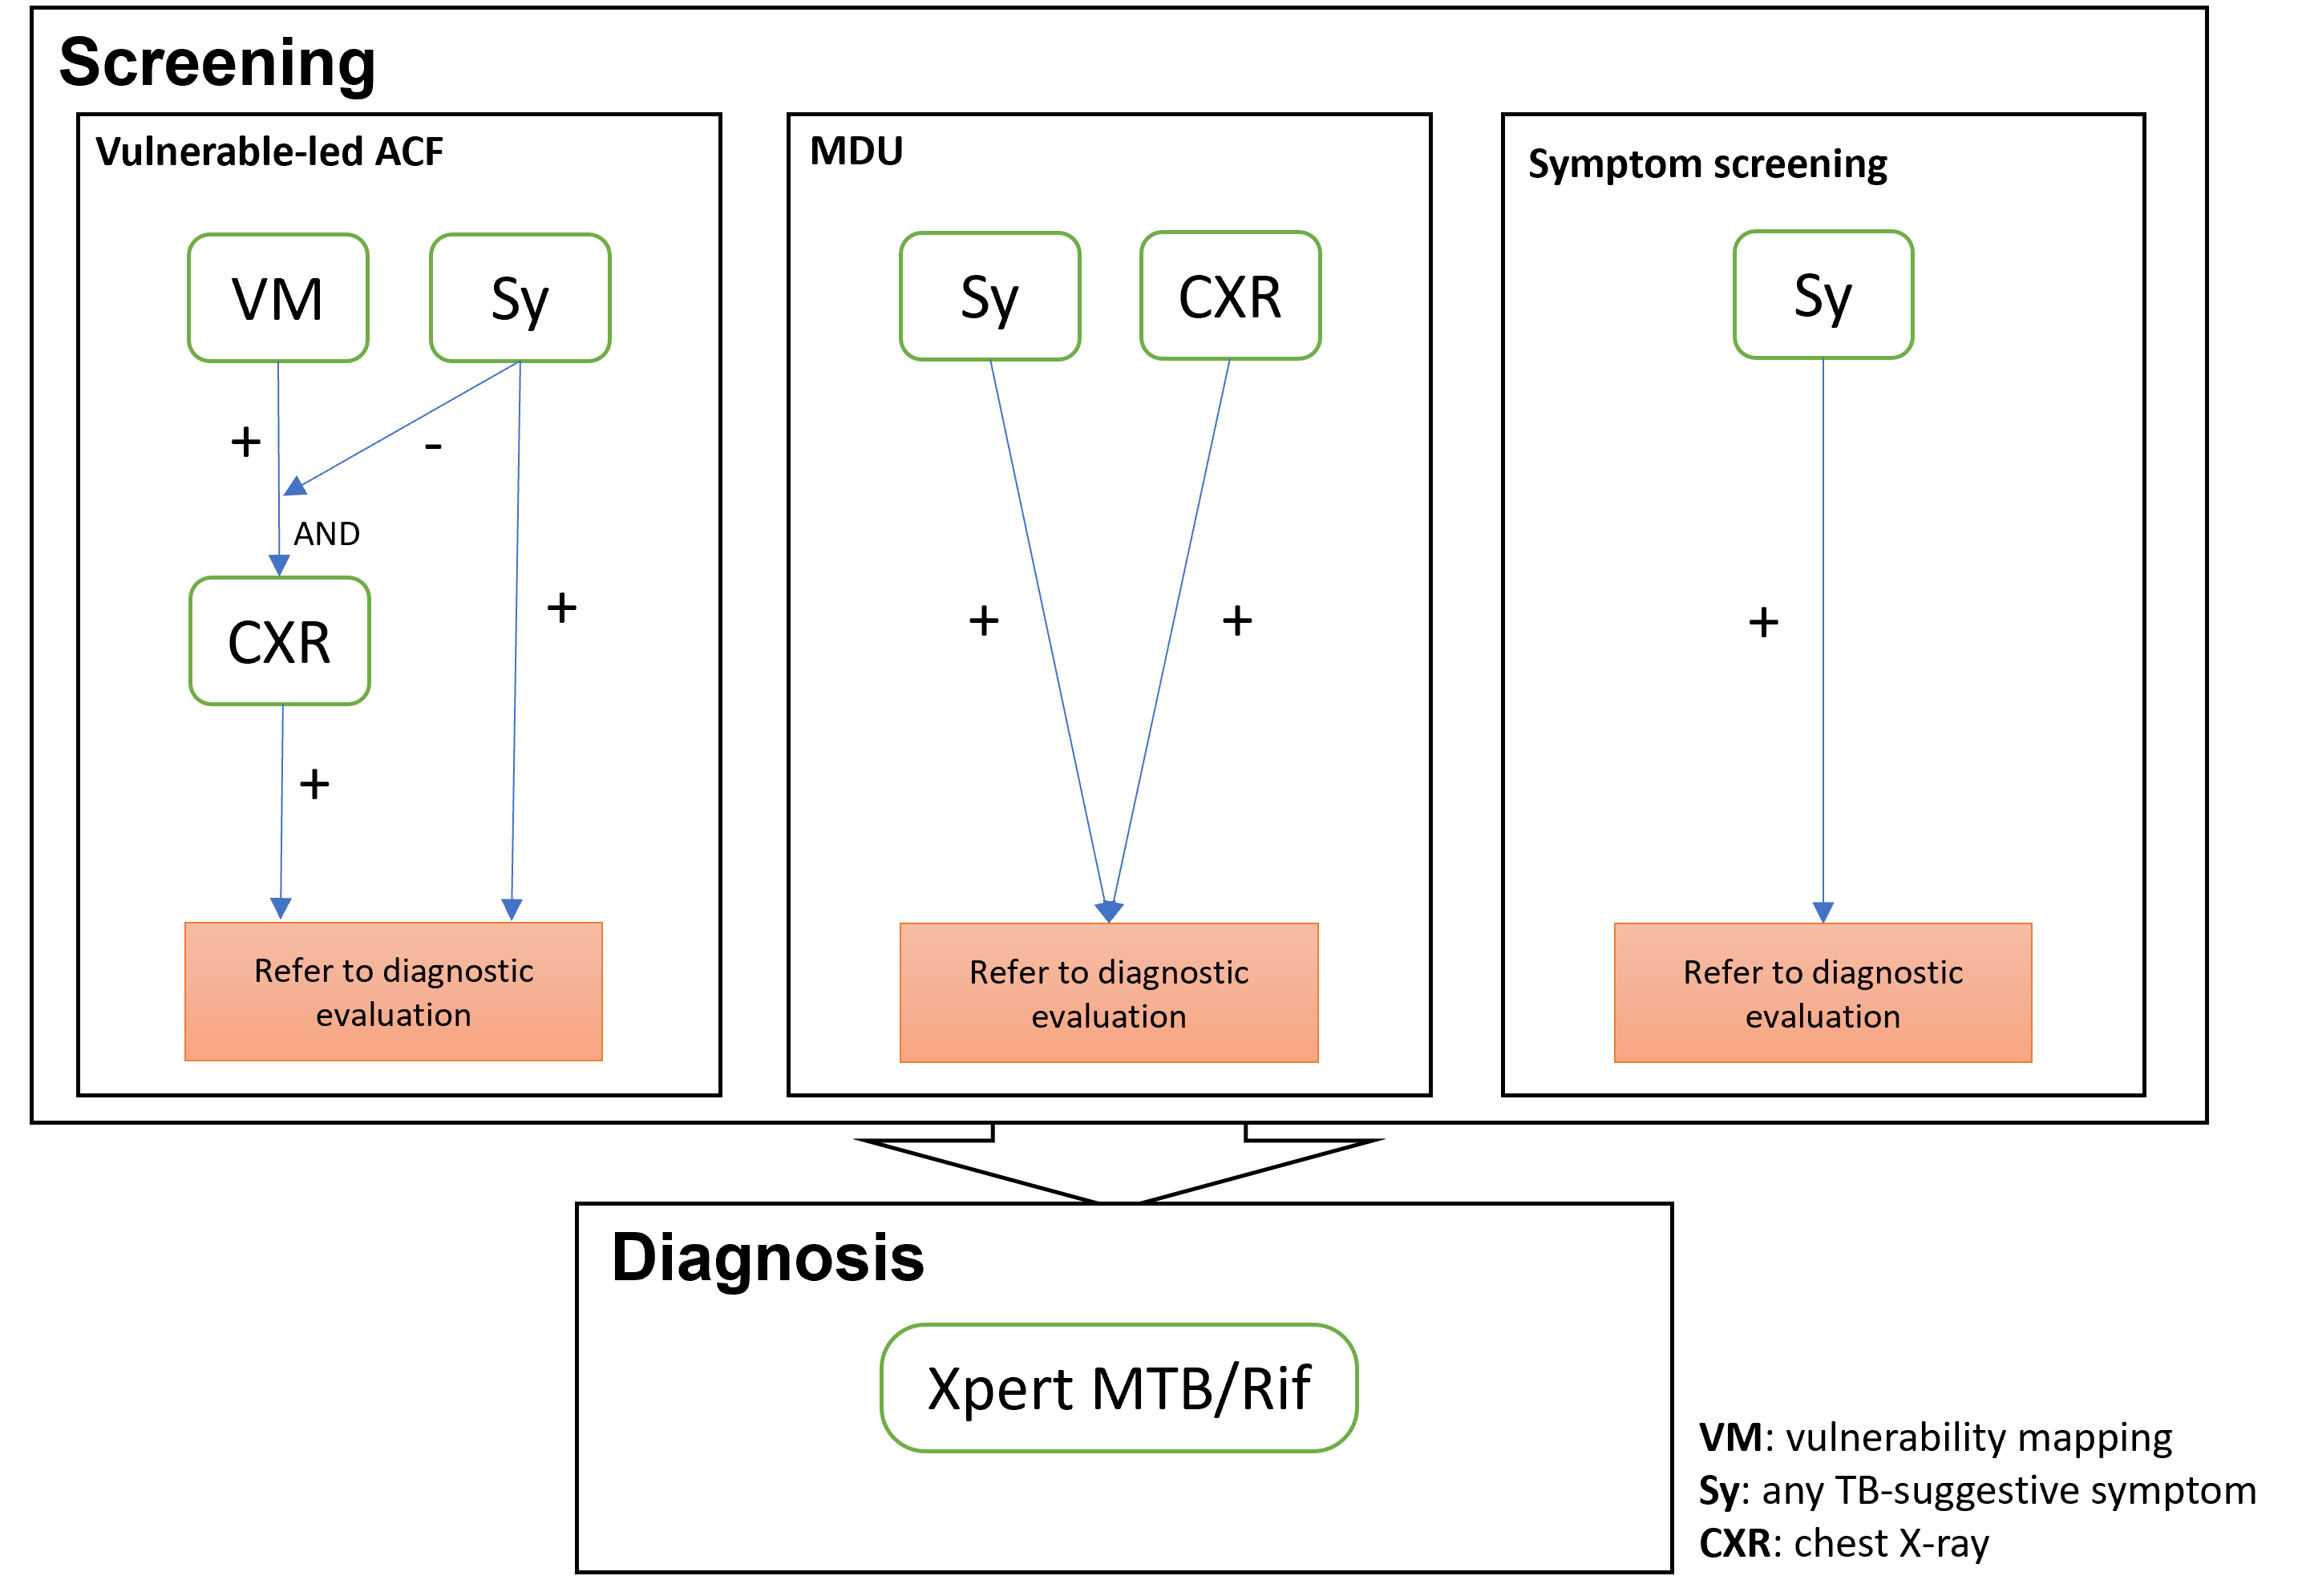 Screening
Vulnerable-led ACF
VM
Sy
+
-
AND
CXR
+
+
Refer to diagnostic
evaluation
MDU
Sy
CXR
+
+
Refer to diagnostic
evaluation
Symptom screening
Sy
+
Refer to diagnostic
evaluation
Diagnosis
Xpert MTB/Rif
VM: vulnerability mapping
Sy: any TB-suggestive symptom
CXR: chest X-ray